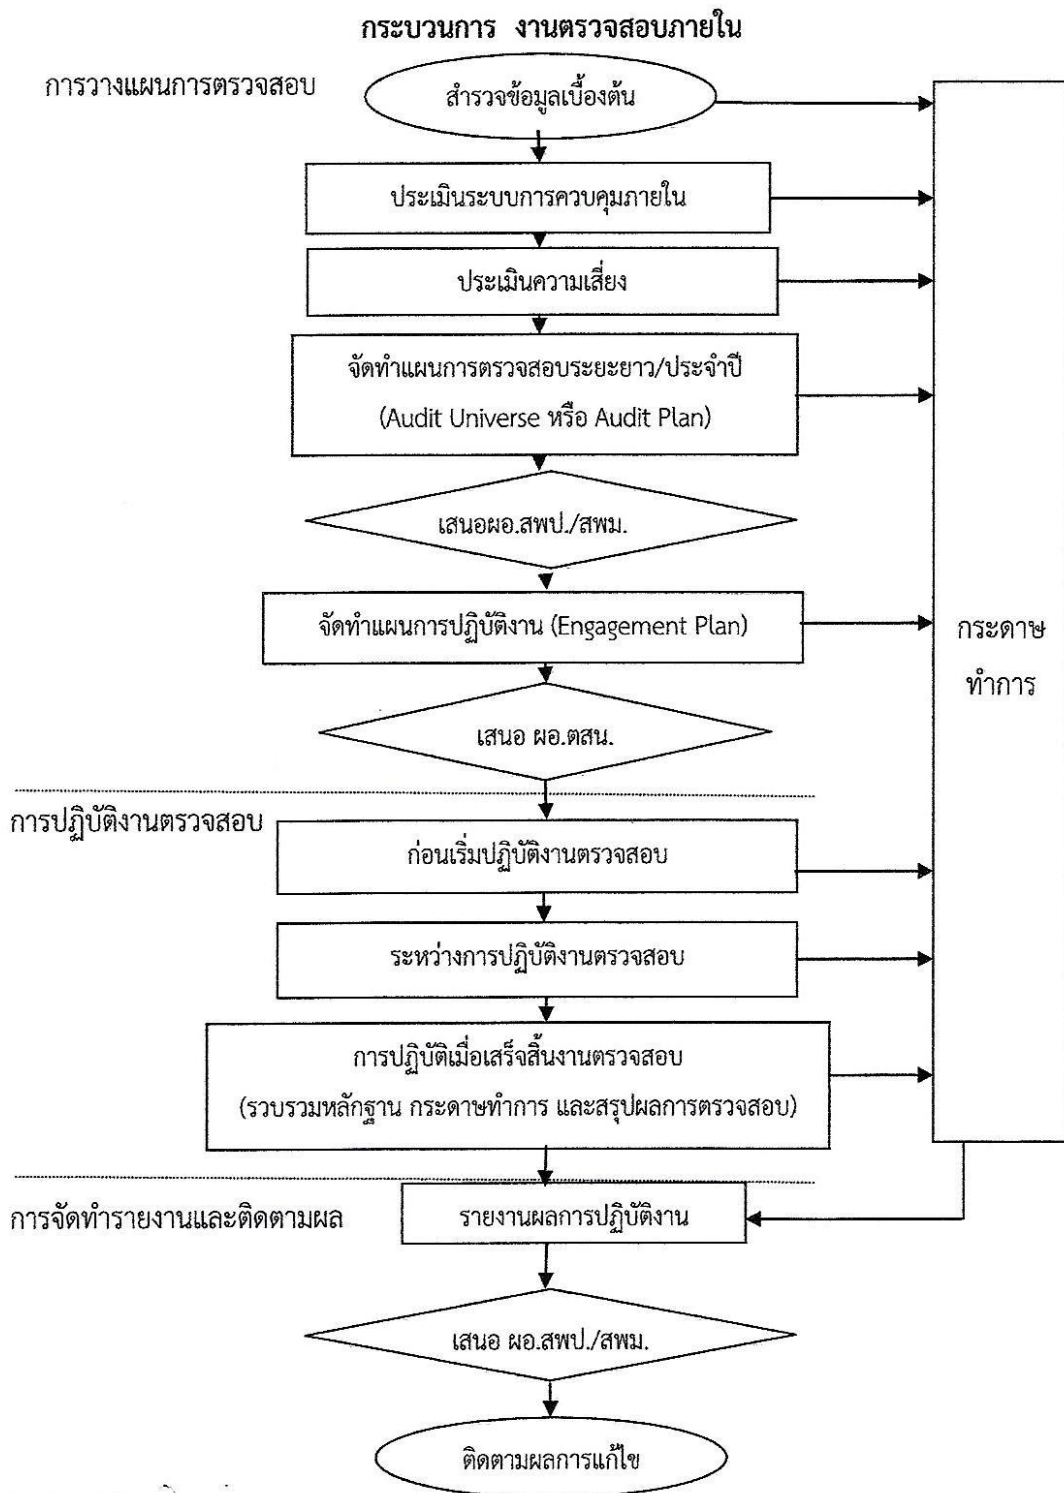 กระบวนการ งานตรวจสอบภายใน
การวางแผนการตรวจสอบ
สำรวจข้อมูลเบื้องต้น
ประเมินระบบการควบคุมภายใน
ประเมินความเสี่ยง
จัดทำแผนการตรวจสอบระยะยาว/ประจำปี
(Audit Universe หรือ Audit Plan)
เสนอผอ.สพป./สพม.
จัดทำแผนการปฏิบัติงาน (Engagement Plan)
กระดาษ
ทำการ
เสนอ ผอ.ตสน.
การปฏิบัติงานตรวจสอบ
ก่อนเริ่มปฏิบัติงานตรวจสอบ
ระหว่างการปฏิบัติงานตรวจสอบ
การปฏิบัติเมื่อเสร็จสิ้นงานตรวจสอบ
(รวบรวมหลักฐาน กระดาษทำการ และสรุปผลการตรวจสอบ)
การจัดทำรายงานและติดตามผล
รายงานผลการปฏิบัติงาน
เสนอ ผอ.สพป./สพม.
ติดตามผลการแก้ไข